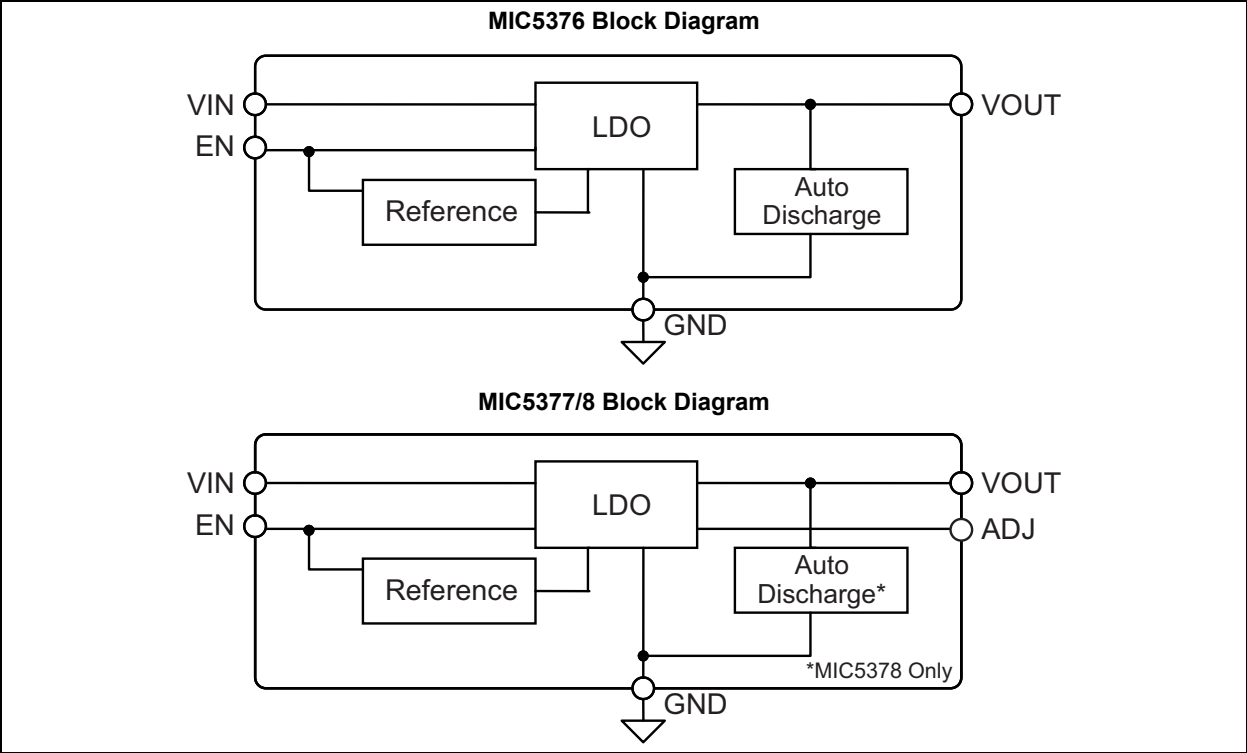 MIC5376 Block Diagram
VIN
LDO
VOUT
EN
Reference
Auto
Discharge
GND
MIC5377/8 Block Diagram
VIN
LDO
VOUT
EN
ADJ
Reference
Auto
Discharge*
*MIC5378 Only
GND